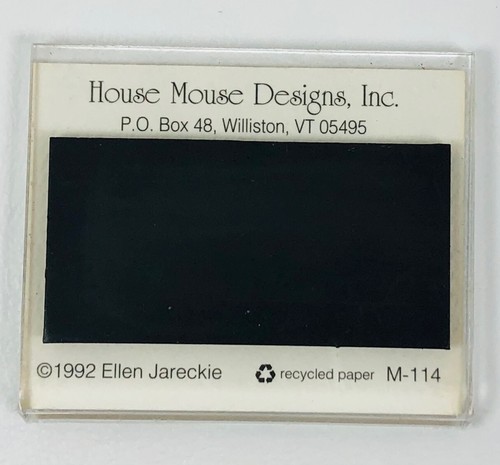 House Mouse Designs, Inc.
P.O. Box 48, Williston, VT 05495
©1992 Ellen Jareckie ♻ recycled paper M-114